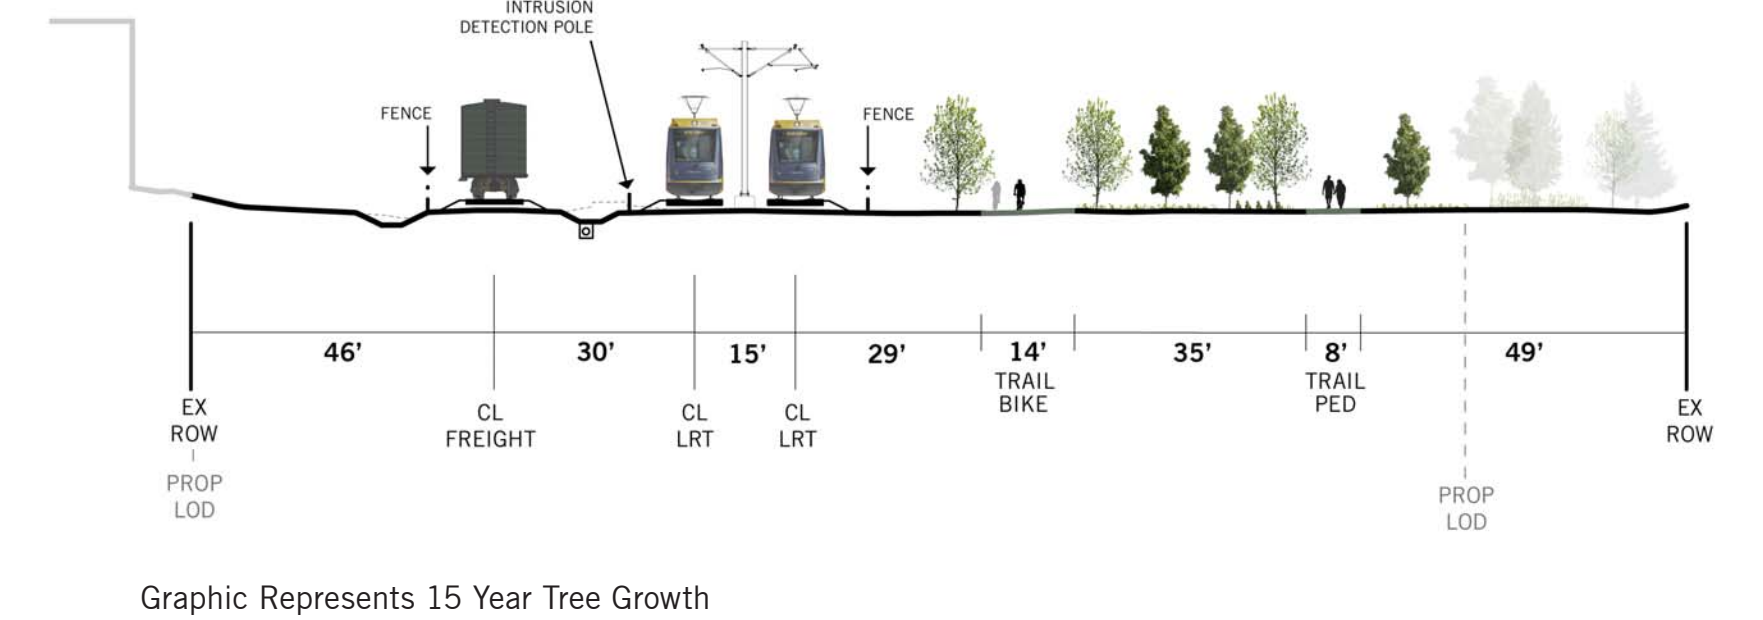 INTRUSION
DETECTION POLE
FENCE
FENCE
46’
30’
15’
29’
14’
35’
8’
49’
TRAIL
BIKE
TRAIL
PED
EX
ROW
CL
FREIGHT
CL
LRT
CL
LRT
EX
ROW
PROP
LOD
PROP
LOD
Graphic Represents 15 Year Tree Growth